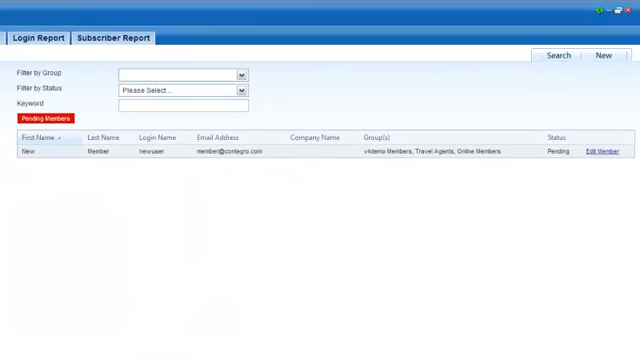 Login Report Subscriber Report
Search New
Filter by Group
Filter by Status Please Select...
Keyword
Pending Members
First Name Last Name Login Name Email Address Company Name Group(s) Status
New Member newuser member@contegro.com v4demo Members, Travel Agents, Online Members Pending Edit Member